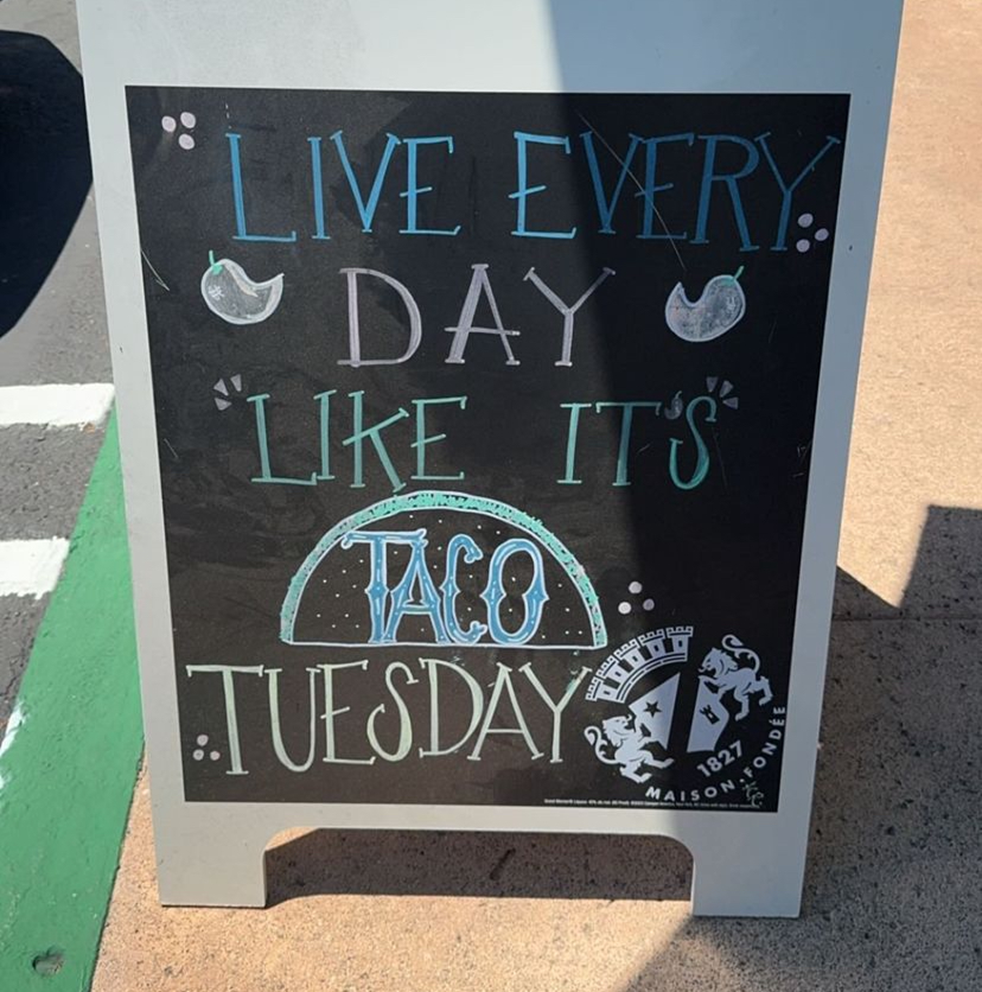 LIVE EVERY
DAY
LIKE IT'S
TACO
TUESDAY
1827
MAISON FONDÉE